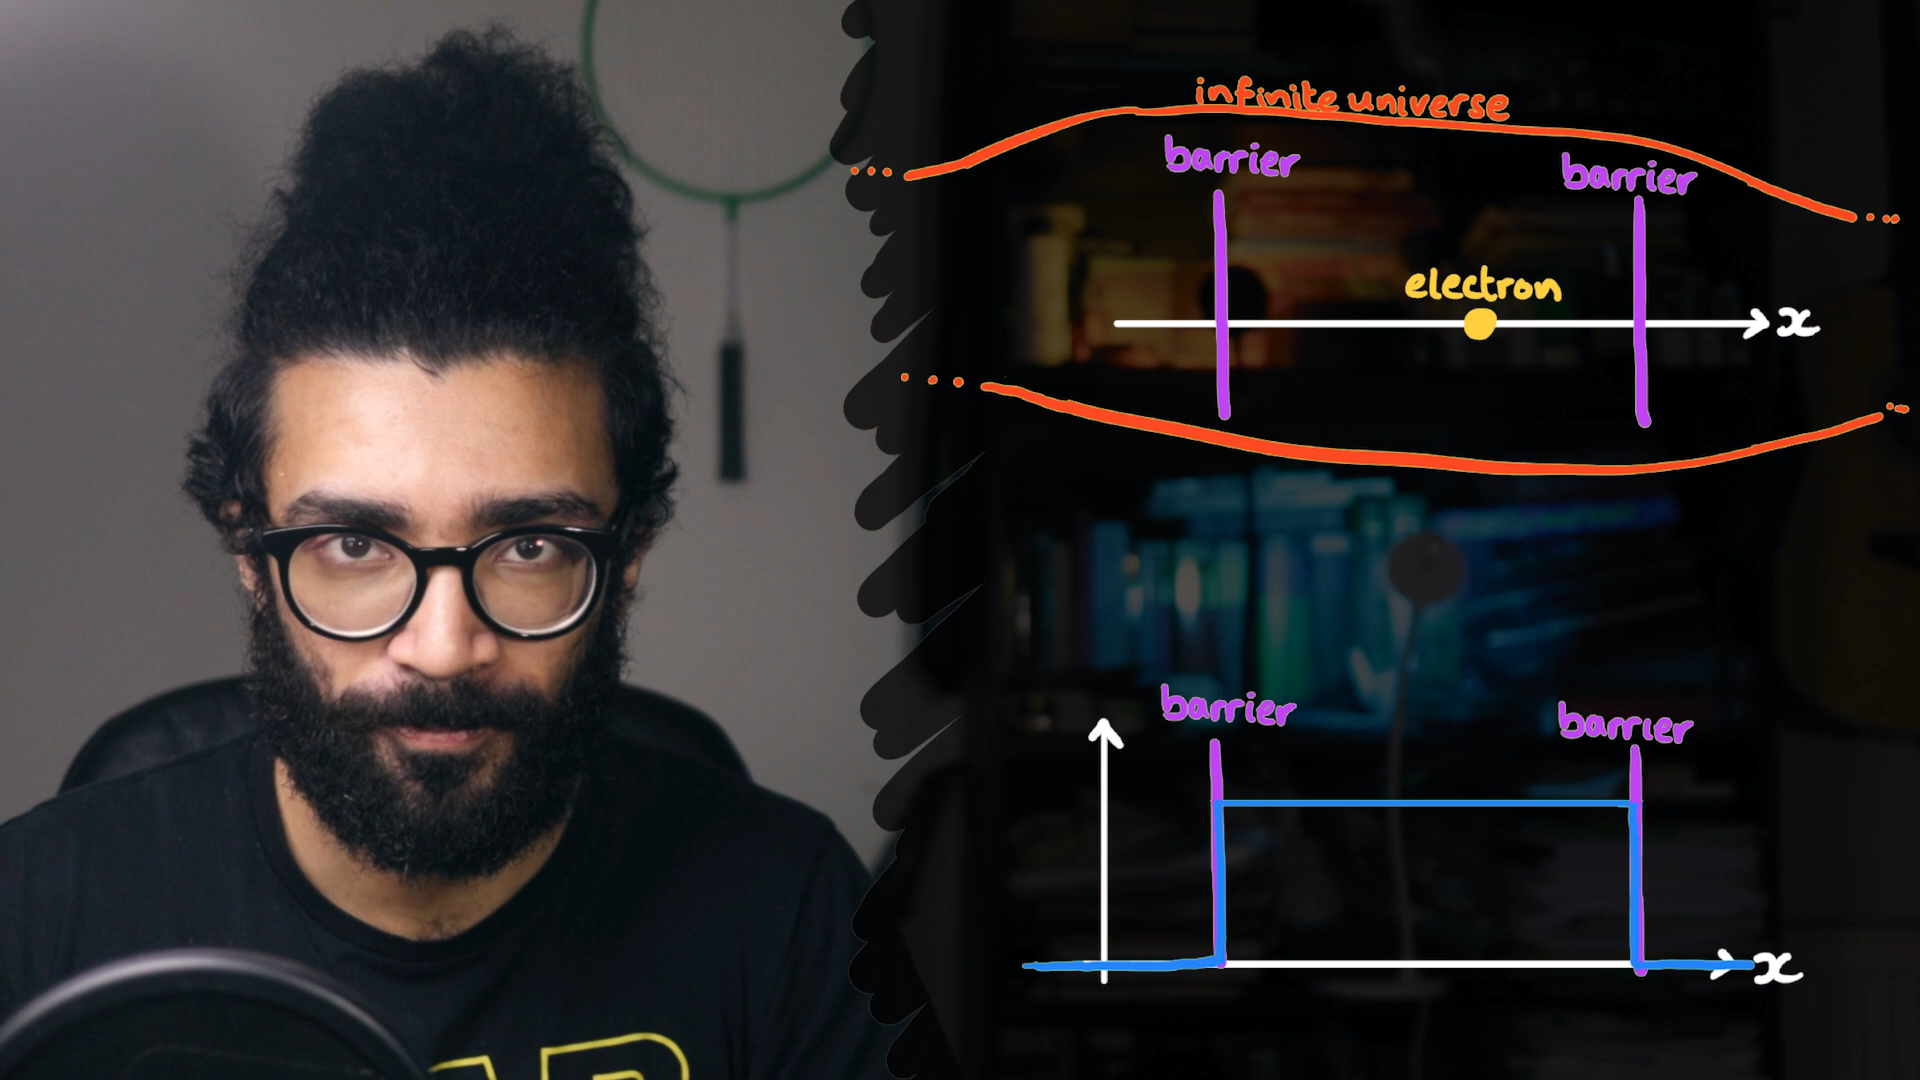 infinite universe
barrier
barrier
electron
x
barrier
barrier
x